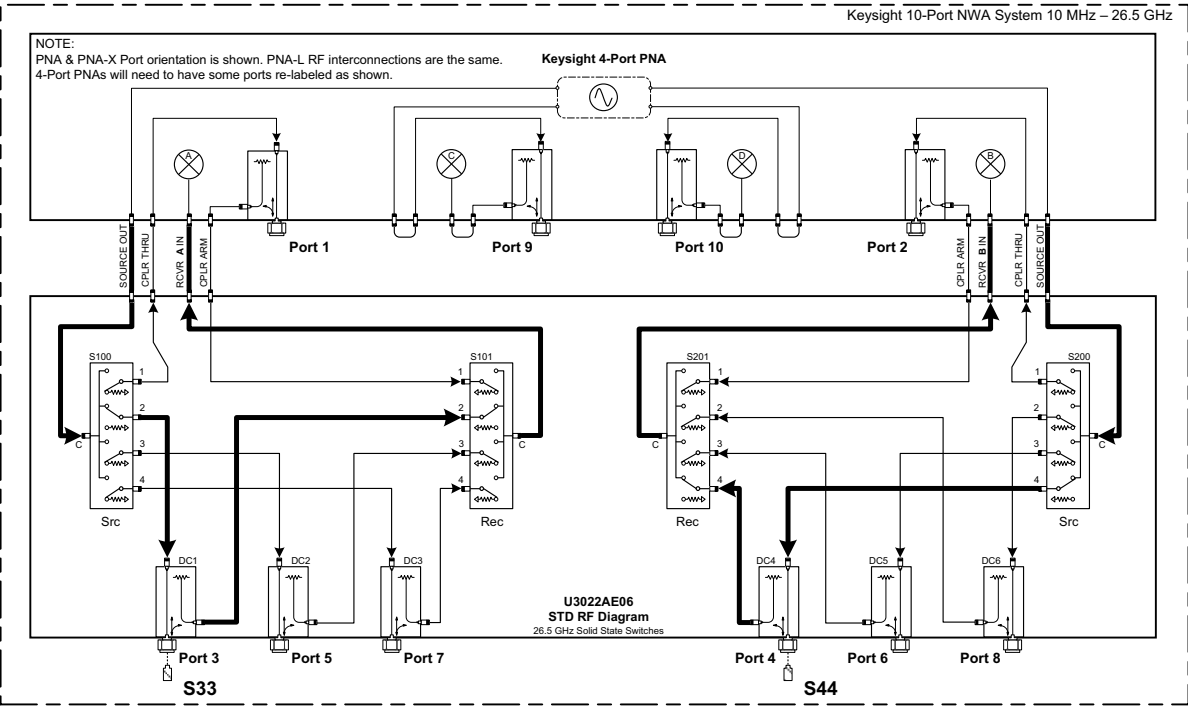 Keysight 10-Port NWA System 10 MHz – 26.5 GHz
NOTE:
PNA & PNA-X Port orientation is shown. PNA-L RF interconnections are the same.
4-Port PNAs will need to have some ports re-labeled as shown.
Keysight 4-Port PNA
A
C
D
B
Port 1
Port 9
Port 10
Port 2
SOURCE OUT
CPLR THRU
RCVR A IN
CPLR ARM
CPLR ARM
RCVR B IN
CPLR THRU
SOURCE OUT
S100
S101
S201
S200
1
1
1
1
2
2
2
2
C
C
C
C
3
3
3
3
4
4
4
4
Src
Rec
Rec
Src
DC1
DC2
DC3
DC4
DC5
DC6
U3022AE06
STD RF Diagram
26.5 GHz Solid State Switches
Port 3
Port 5
Port 7
Port 4
Port 6
Port 8
S33
S44